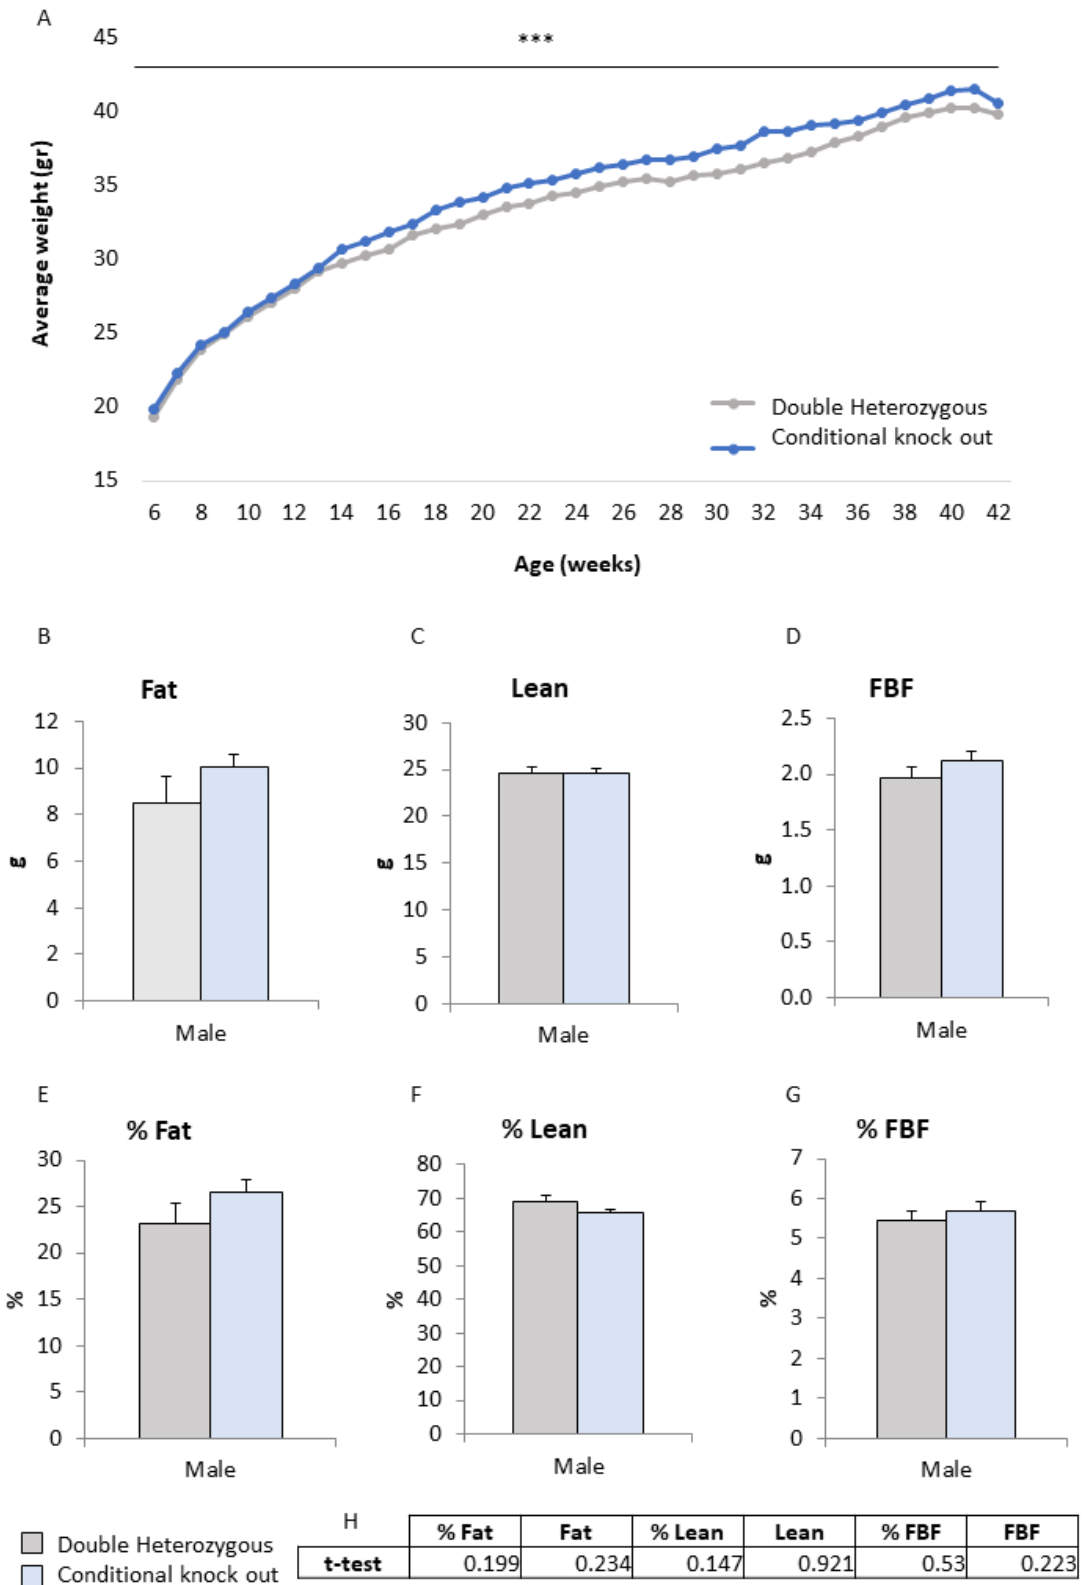 A
45
***
40
35
30
25
20
15
Average weight (gr)
Double Heterozygous
Conditional knock out
6 8 10 12 14 16 18 20 22 24 26 28 30 32 34 36 38 40 42
Age (weeks)
B
Fat
12
10
8
6
4
2
0
g
Male
C
Lean
30
25
20
15
10
5
0
g
Male
D
FBF
2.5
2.0
1.5
1.0
0.5
0.0
g
Male
E
% Fat
30
25
20
15
10
5
0
%
Male
F
% Lean
80
70
60
50
40
30
20
10
0
%
Male
G
% FBF
7
6
5
4
3
2
1
0
%
Male
Double Heterozygous
Conditional knock out
H
% Fat Fat % Lean Lean % FBF FBF
t-test 0.199 0.234 0.147 0.921 0.53 0.223